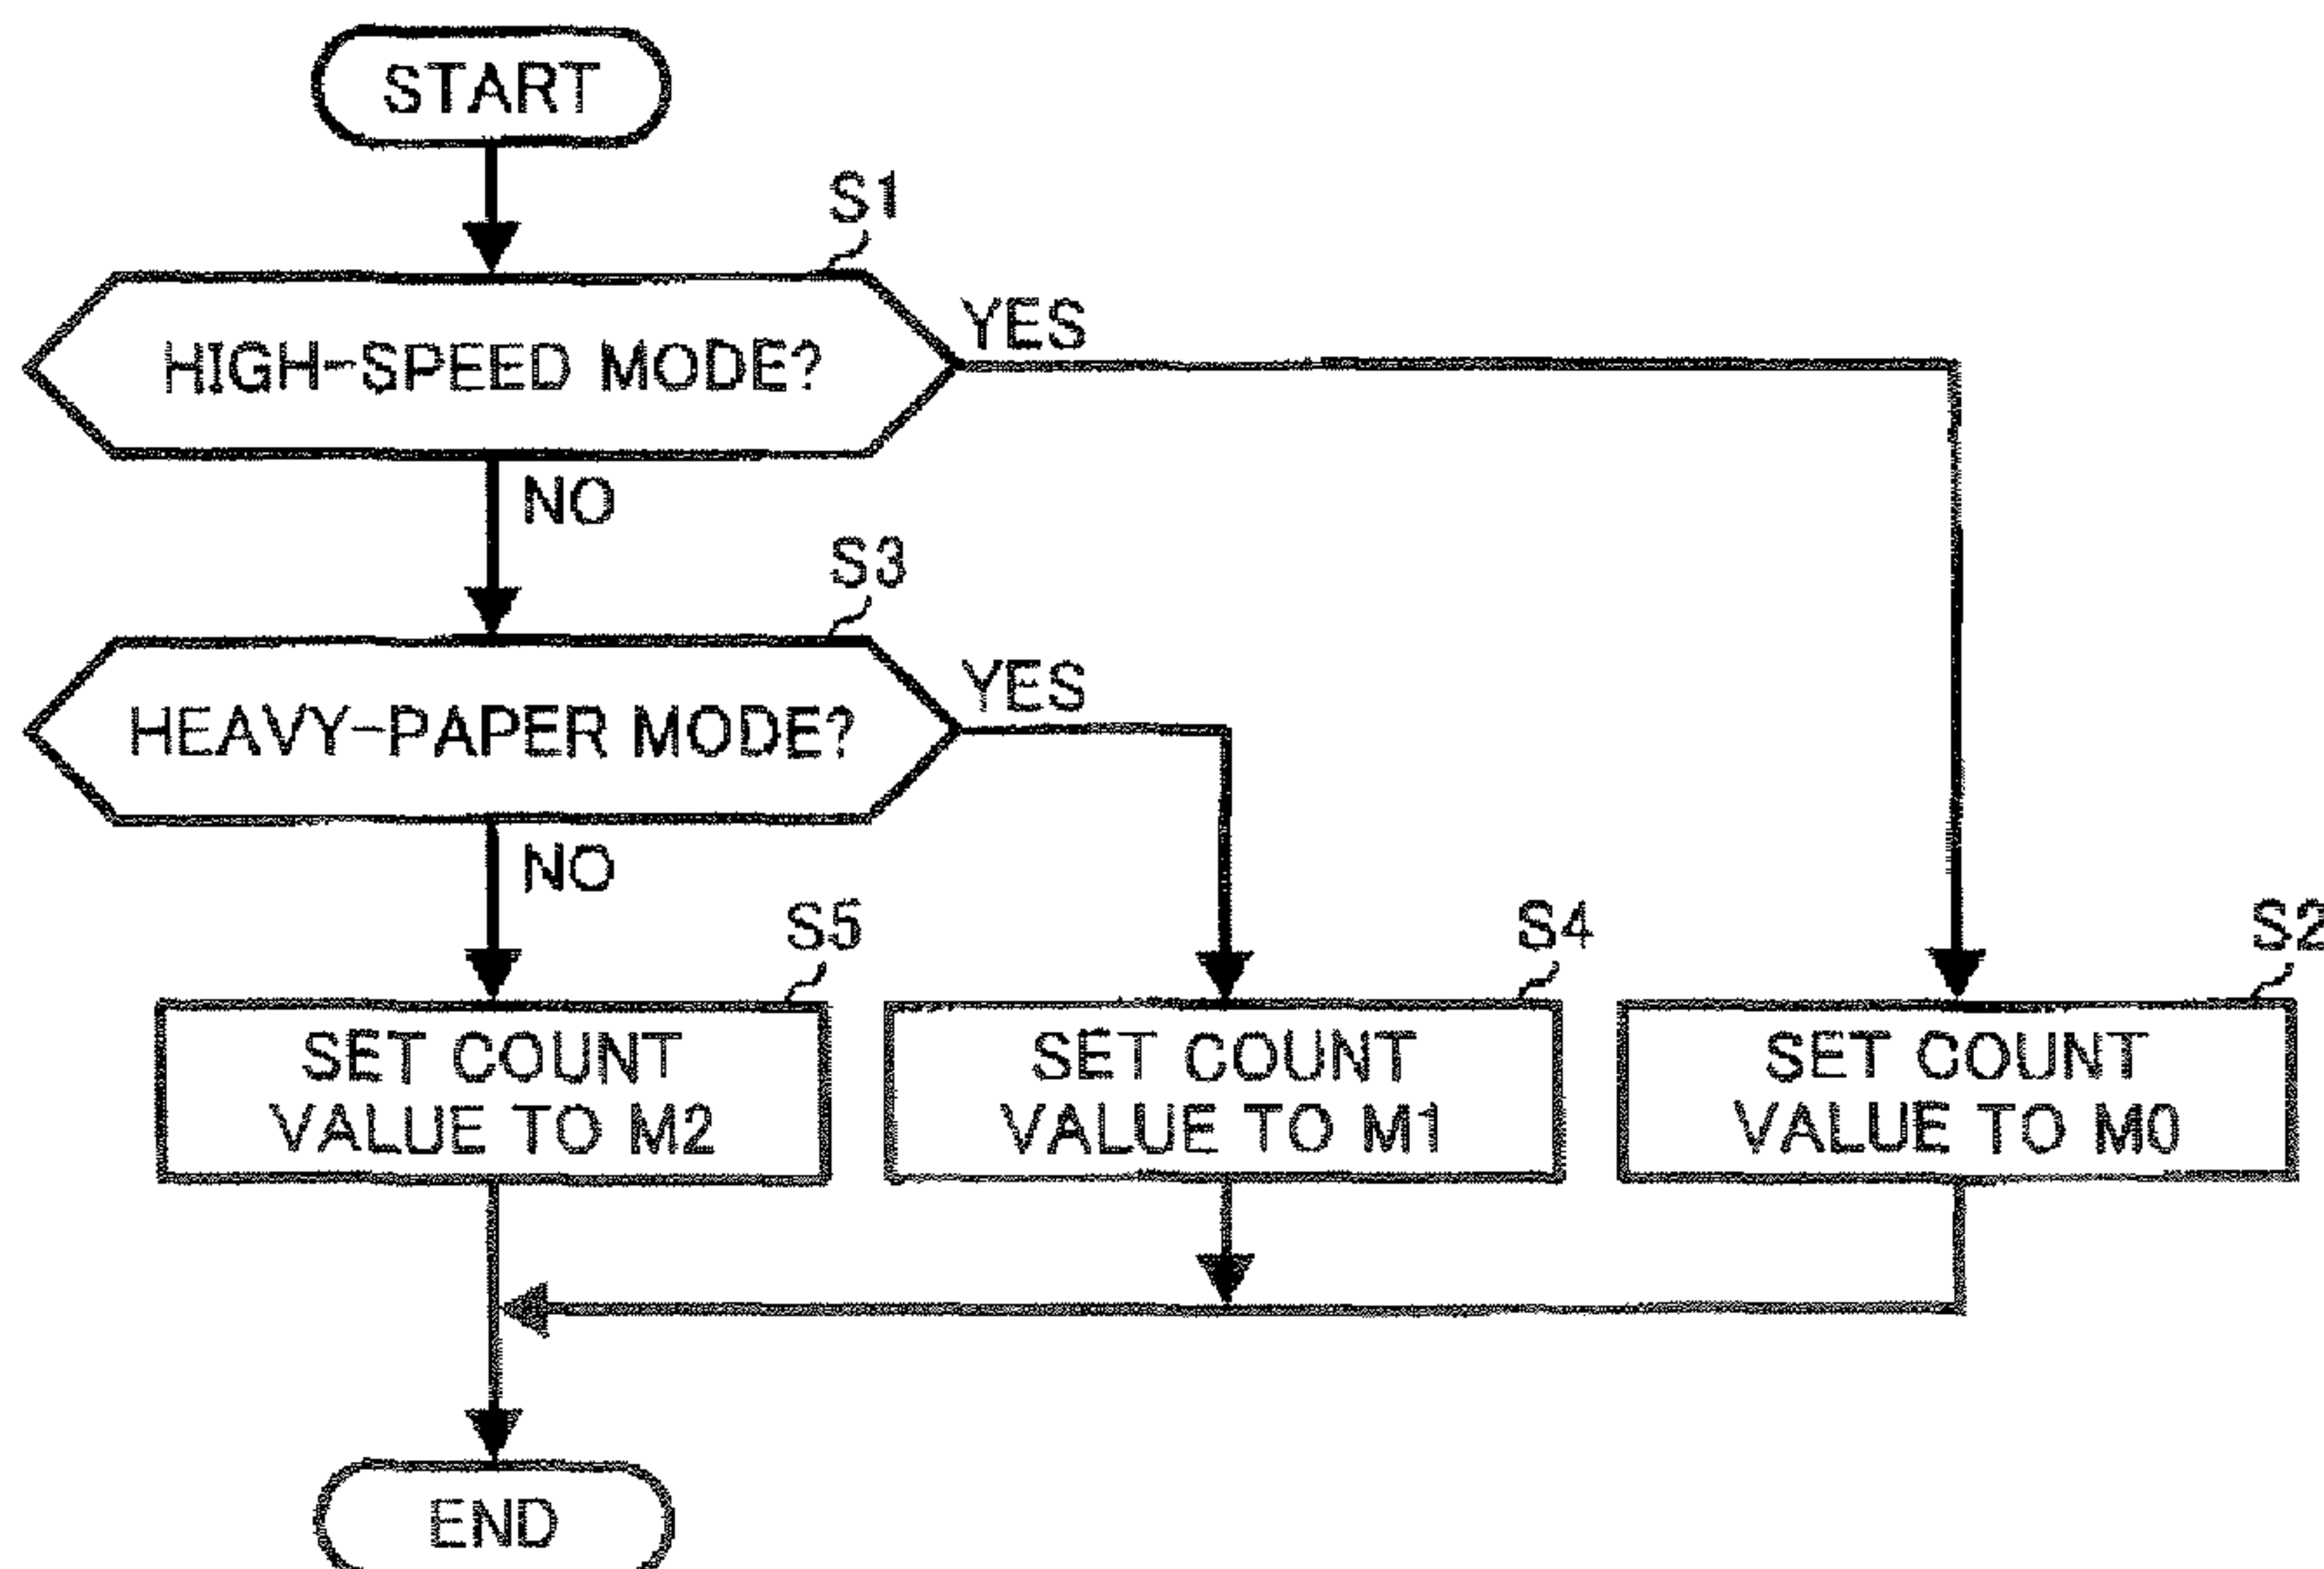 START
S1
HIGH-SPEED MODE?
YES
NO
S3
HEAVY-PAPER MODE?
YES
NO
S5
SET COUNT
VALUE TO M2
S4
SET COUNT
VALUE TO M1
S2
SET COUNT
VALUE TO M0
END